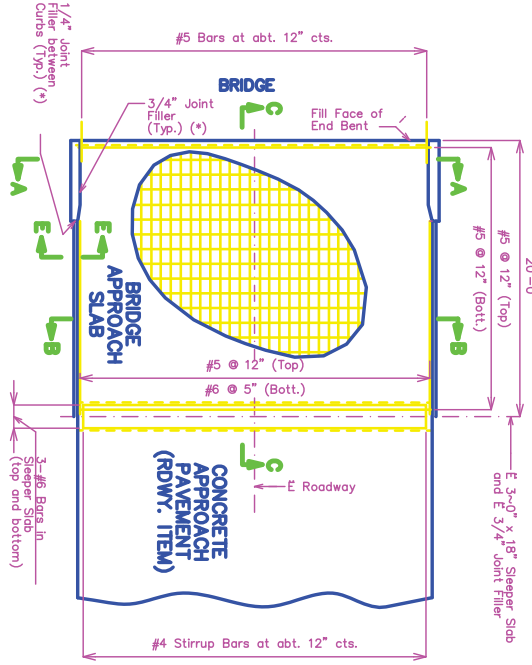 #5 Bars at abt. 12" cts.
1/4" Joint
Filler between
Curbs (Typ.) (*)
BRIDGE
3/4" Joint
Filler
(Typ.) (*)
C
Fill Face of
End Bent
A
A
20'-0"
#5 @ 12" (Top)
#5 @ 12" (Bott.)
E
E
B
B
BRIDGE
APPROACH
SLAB
#5 @ 12" (Top)
#6 @ 5" (Bott.)
C
E Roadway
E 3~0" x 18" Sleeper Slab
and E 3/4" Joint Filler
3-#6 Bars in
Sleeper Slab
(top and bottom)
CONCRETE
APPROACH
PAVEMENT
(RDWY. ITEM)
#4 Stirrup Bars at abt. 12" cts.